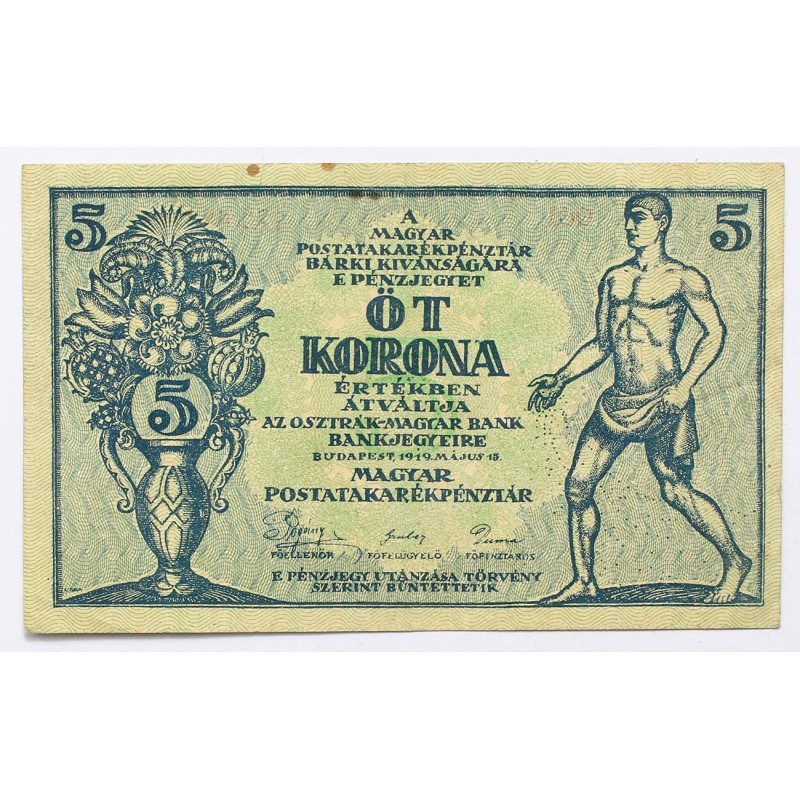 5
A
MAGYAR
POSTATAKARÉKPÉNZTÁR
BÁRKI KIVÁNSÁGÁRA
E PÉNZJEGYET
ÖT
KORONA
ÉRTÉKBEN
ÁTVÁLTJA
AZ OSZTRÁK-MAGYAR BANK
BANKJEGYEIRE
BUDAPEST, 1919. MÁJUS 15.
MAGYAR
POSTATAKARÉKPÉNZTÁR
FŐELLENŐR FŐFELÜGYELŐ FŐPÉNZTÁROS
E PÉNZJEGY UTÁNZÁSA TÖRVÉNY
SZERINT BÜNTETTETIK
5
5